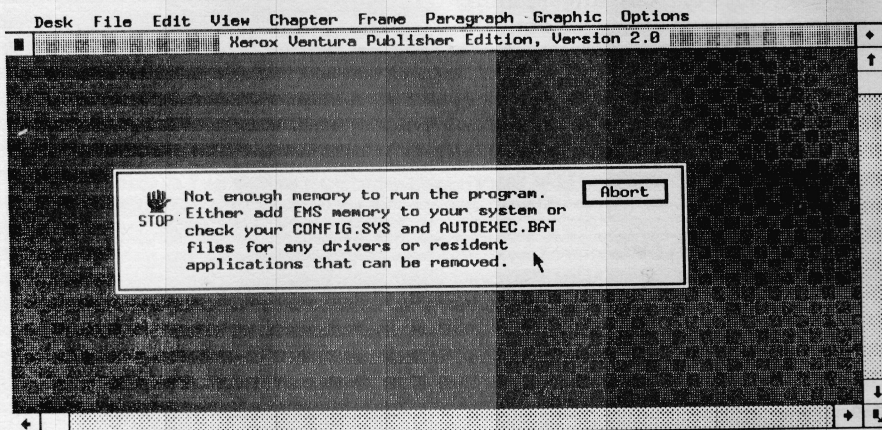 Desk File Edit View Chapter Frame Paragraph Graphic Options
Xerox Ventura Publisher Edition, Version 2.0
Not enough memory to run the program.
Abort
STOP
Either add EMS memory to your system or
check your CONFIG.SYS and AUTOEXEC.BAT
files for any drivers or resident
applications that can be removed.